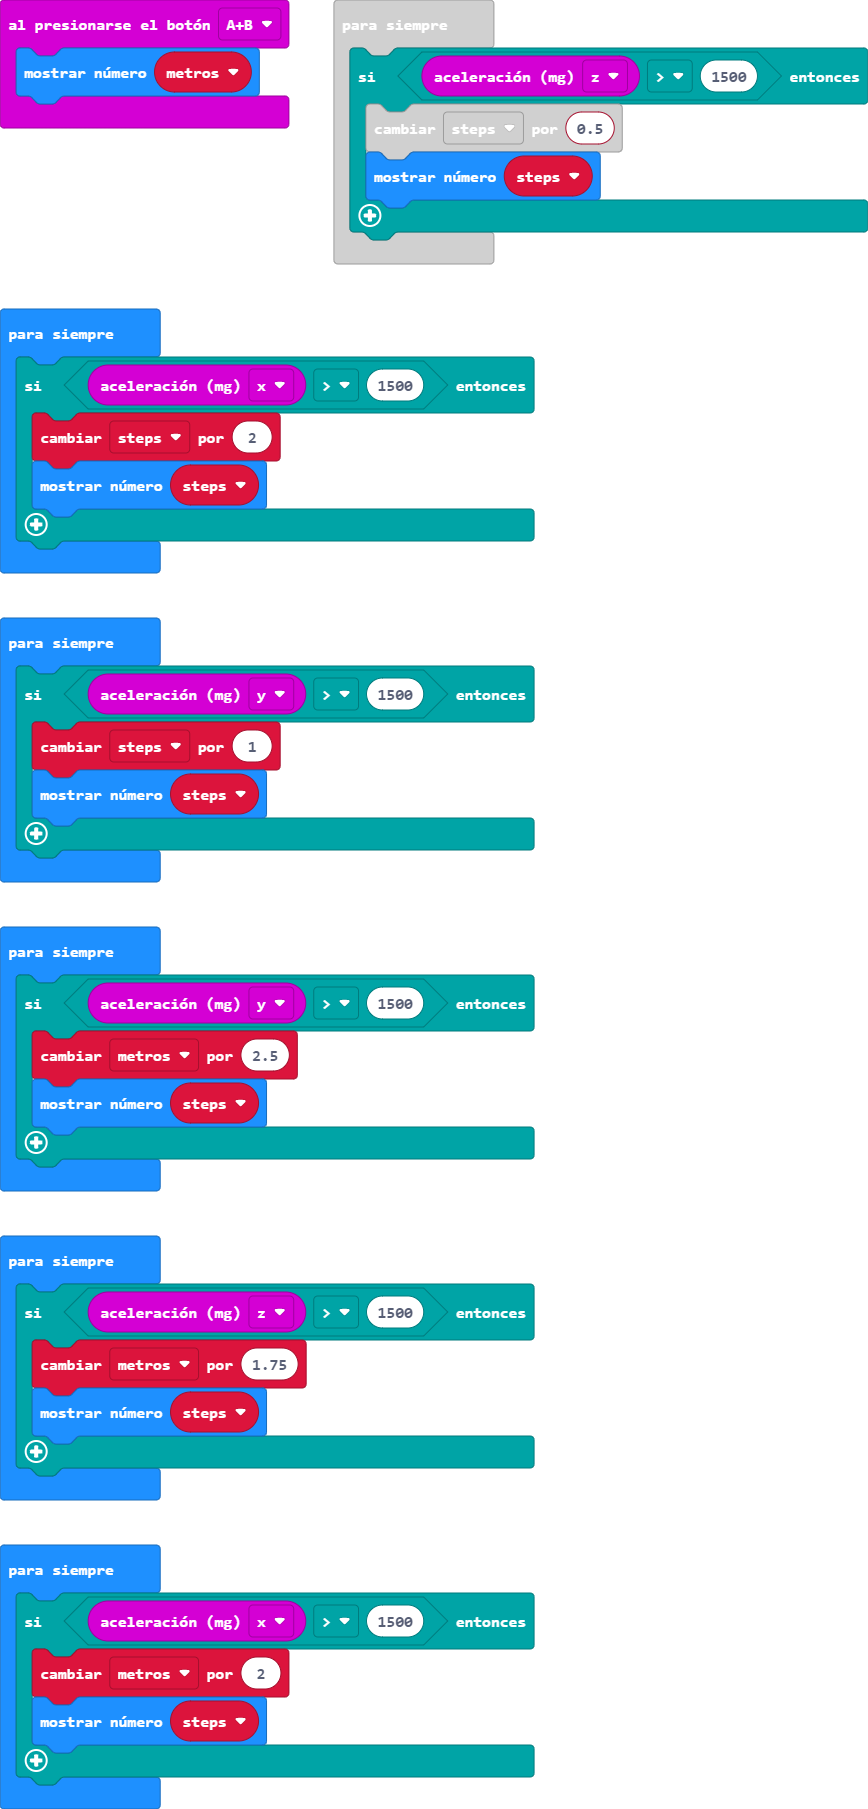 al presionarse el botón A+B
mostrar número metros
para siempre
si aceleración (mg) z > 1500 entonces
cambiar steps por 0.5
mostrar número steps
para siempre
si aceleración (mg) x > 1500 entonces
cambiar steps por 2
mostrar número steps
para siempre
si aceleración (mg) y > 1500 entonces
cambiar steps por 1
mostrar número steps
para siempre
si aceleración (mg) y > 1500 entonces
cambiar metros por 2.5
mostrar número steps
para siempre
si aceleración (mg) z > 1500 entonces
cambiar metros por 1.75
mostrar número steps
para siempre
si aceleración (mg) x > 1500 entonces
cambiar metros por 2
mostrar número steps